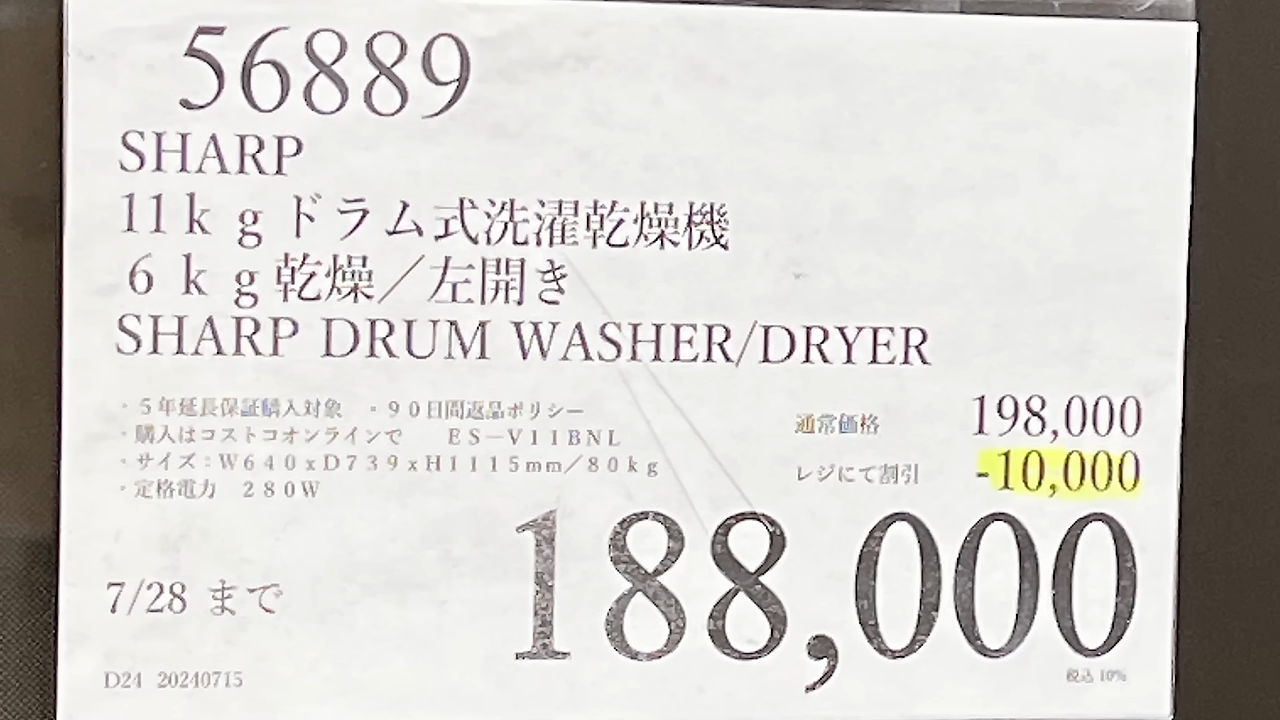 56889
SHARP
11ｋｇドラム式洗濯乾燥機
６ｋｇ乾燥／左開き
SHARP DRUM WASHER/DRYER
・５年延長保証購入対象　・９０日間返品ポリシー
・購入はコストコオンラインで　ＥＳ－Ｖ１１ＢＮＬ
・サイズ：Ｗ６４０ｘＤ７３９ｘＨ１１１５ｍｍ／８０ｋｇ
・定格電力　２８０Ｗ
通常価格 198,000
レジにて割引 -10,000
188,000
7/28 まで
税込 10%
D24 20240715